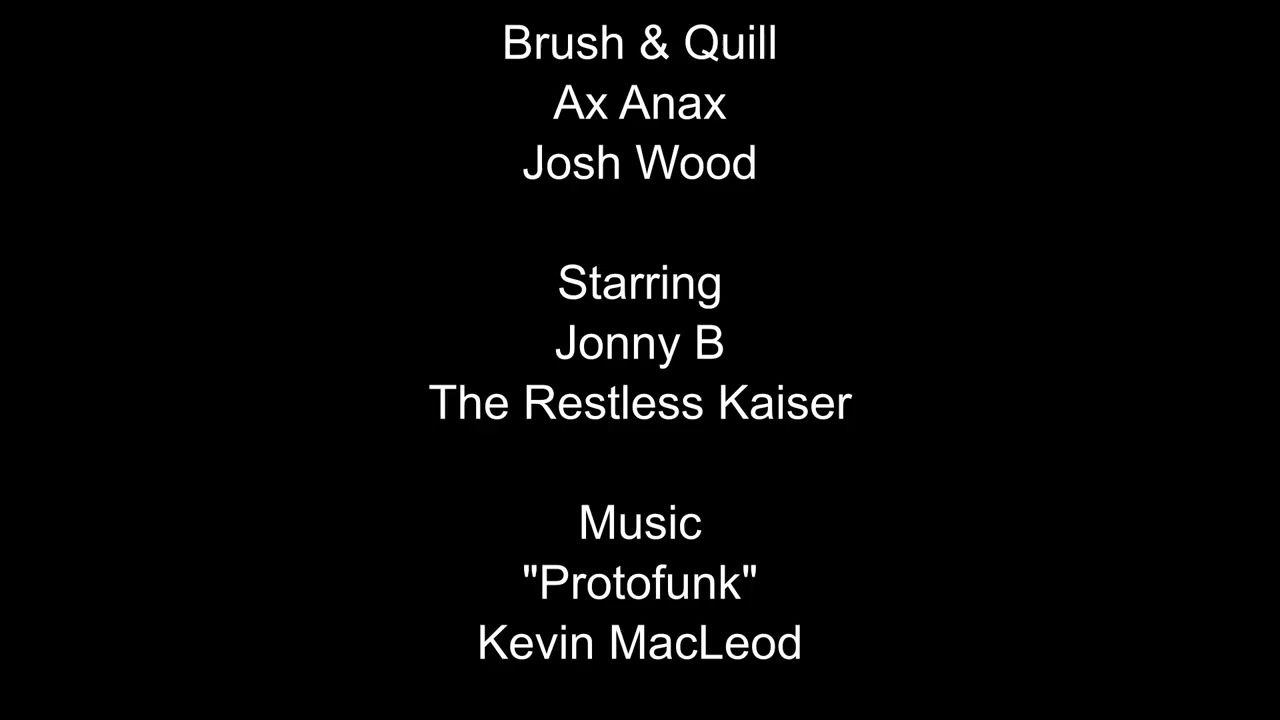 Brush & Quill
Ax Anax
Josh Wood
Starring
Jonny B
The Restless Kaiser
Music
"Protofunk"
Kevin MacLeod